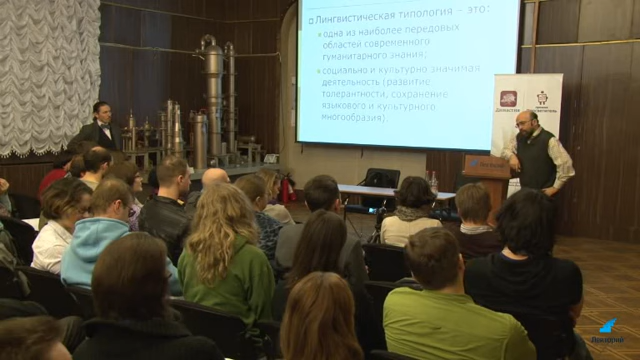 Лингвистическая типология – это:
одна из наиболее передовых
областей современного
гуманитарного знания;
социально и культурно значимая
деятельность (развитие
толерантности, сохранение
языкового и культурного
многообразия).